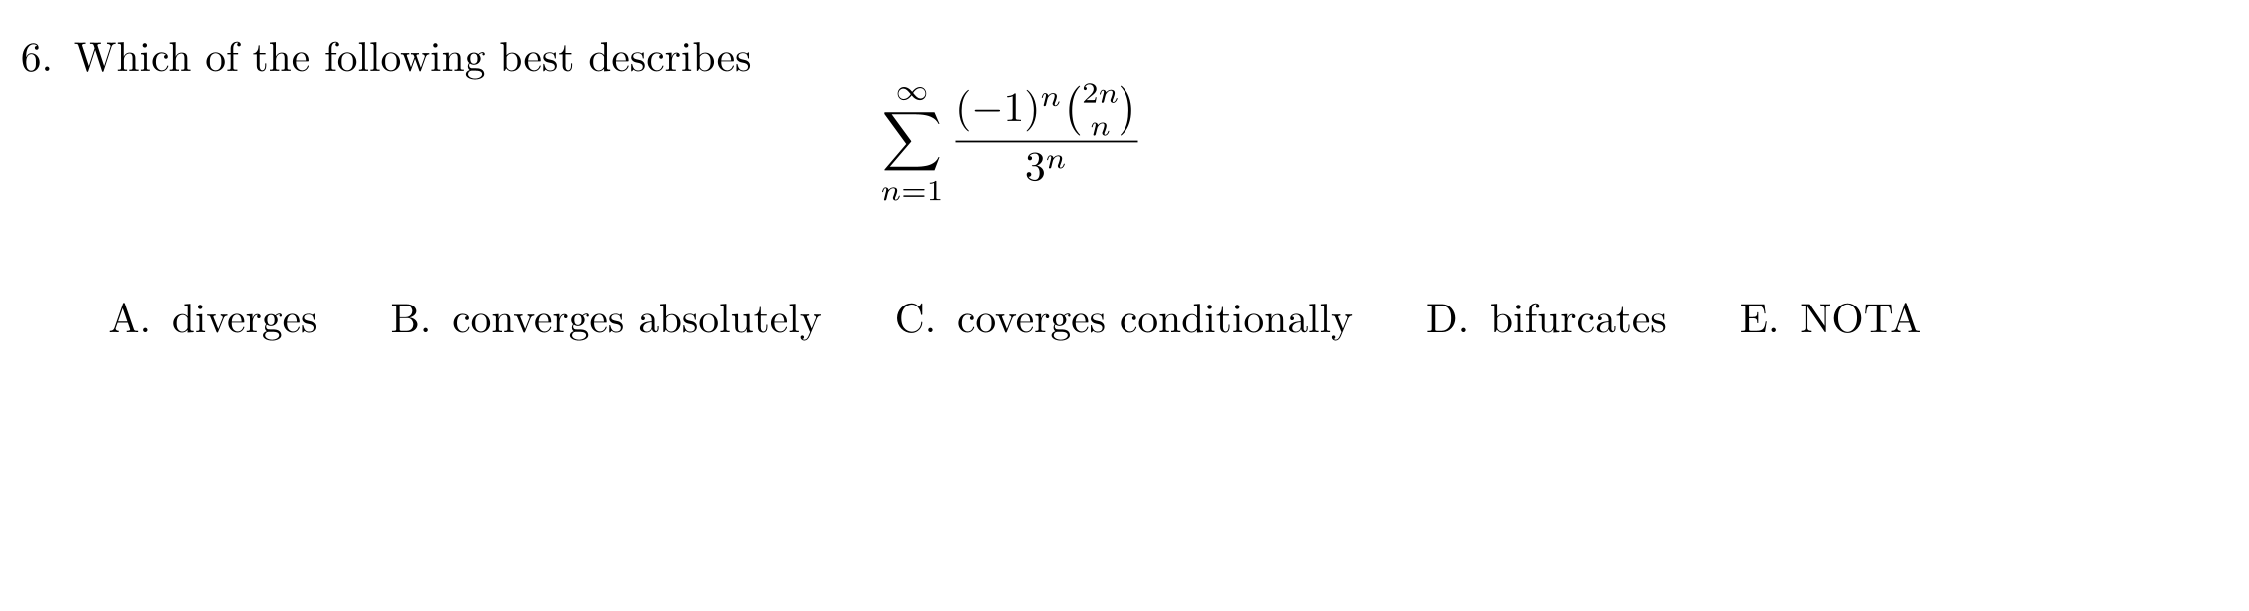 6. Which of the following best describes
\sum_{n=1}^{\infty} \frac{(-1)^n \binom{2n}{n}}{3^n}
A. diverges B. converges absolutely C. coverges conditionally D. bifurcates E. NOTA